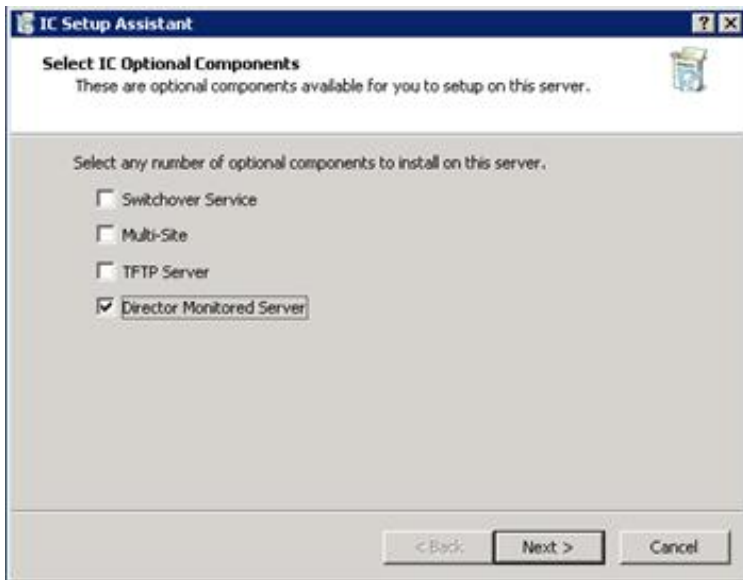 IC Setup Assistant
Select IC Optional Components
These are optional components available for you to setup on this server.
Select any number of optional components to install on this server.
Switchover Service
Multi-Site
TFTP Server
Director Monitored Server
< Back
Next >
Cancel